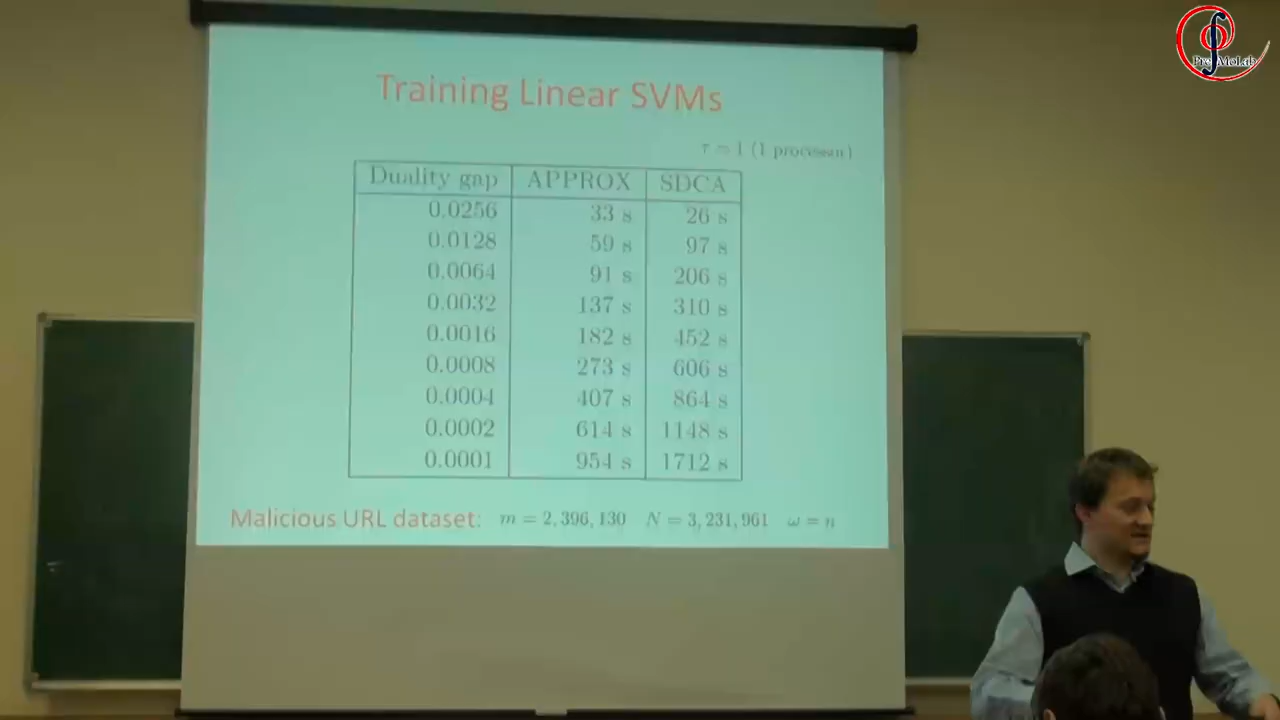 PreMoLab
Training Linear SVMs
τ = 1 (1 processor)
Duality gap APPROX SDCA
0.0256 33 s 26 s
0.0128 59 s 97 s
0.0064 91 s 206 s
0.0032 137 s 310 s
0.0016 182 s 452 s
0.0008 273 s 606 s
0.0004 407 s 864 s
0.0002 614 s 1148 s
0.0001 954 s 1712 s
Malicious URL dataset: m = 2,396,130 N = 3,231,961 ω = n